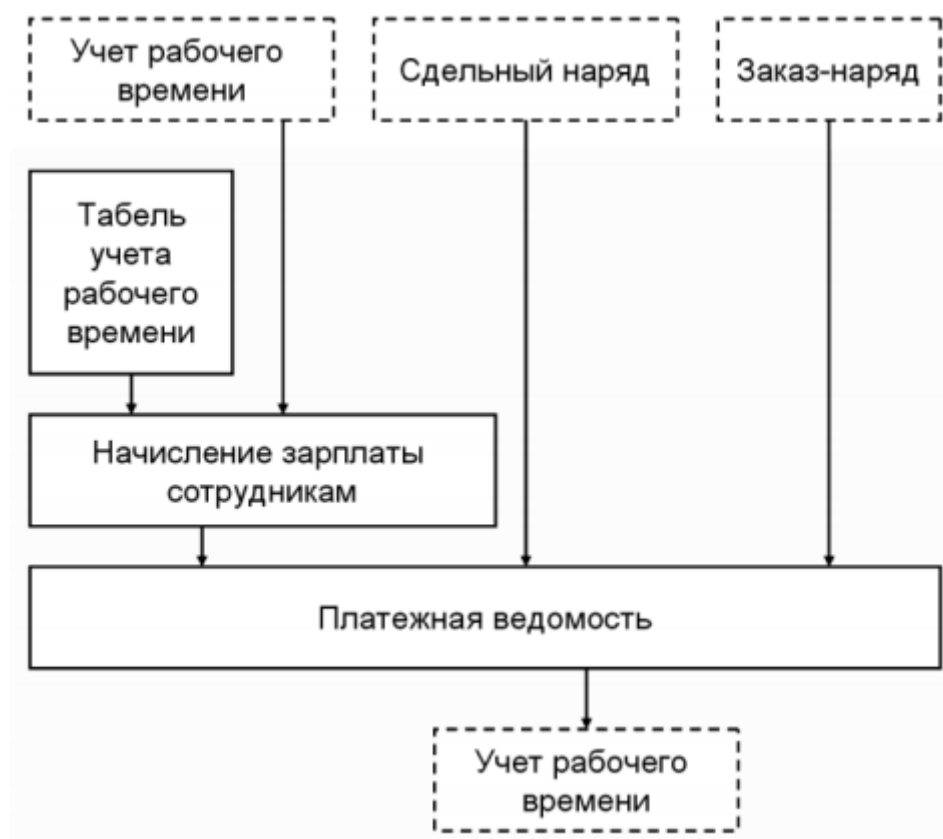 Учет рабочего
времени
Сдельный наряд
Заказ-наряд
Табель
учета
рабочего
времени
Начисление зарплаты
сотрудникам
Платежная ведомость
Учет рабочего
времени